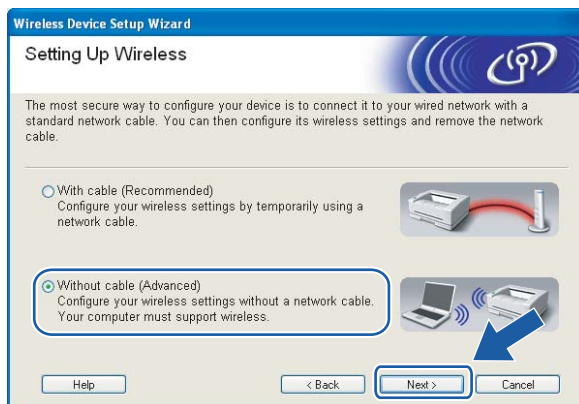 Wireless Device Setup Wizard
Setting Up Wireless
The most secure way to configure your device is to connect it to your wired network with a
standard network cable. You can then configure its wireless settings and remove the network
cable.
With cable (Recommended)
Configure your wireless settings by temporarily using a
network cable.
Without cable (Advanced)
Configure your wireless settings without a network cable.
Your computer must support wireless.
Help
< Back
Next >
Cancel